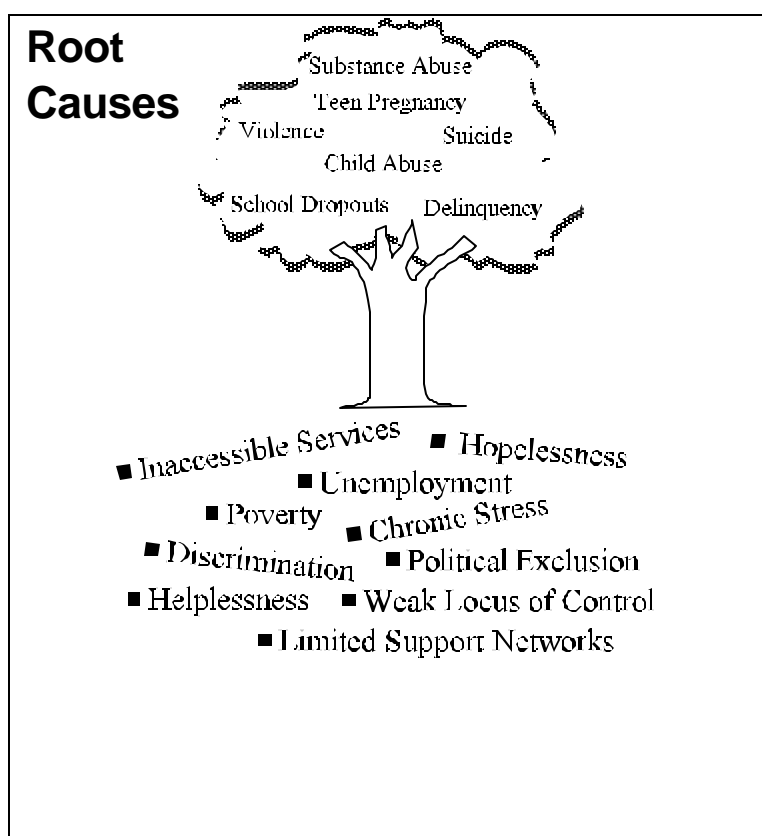 Root
Causes
Substance Abuse
Teen Pregnancy
Violence Suicide
Child Abuse
School Dropouts Delinquency
▪ Inaccessible Services ▪ Hopelessness
▪ Unemployment
▪ Poverty ▪ Chronic Stress
▪ Discrimination ▪ Political Exclusion
▪ Helplessness ▪ Weak Locus of Control
▪ Limited Support Networks